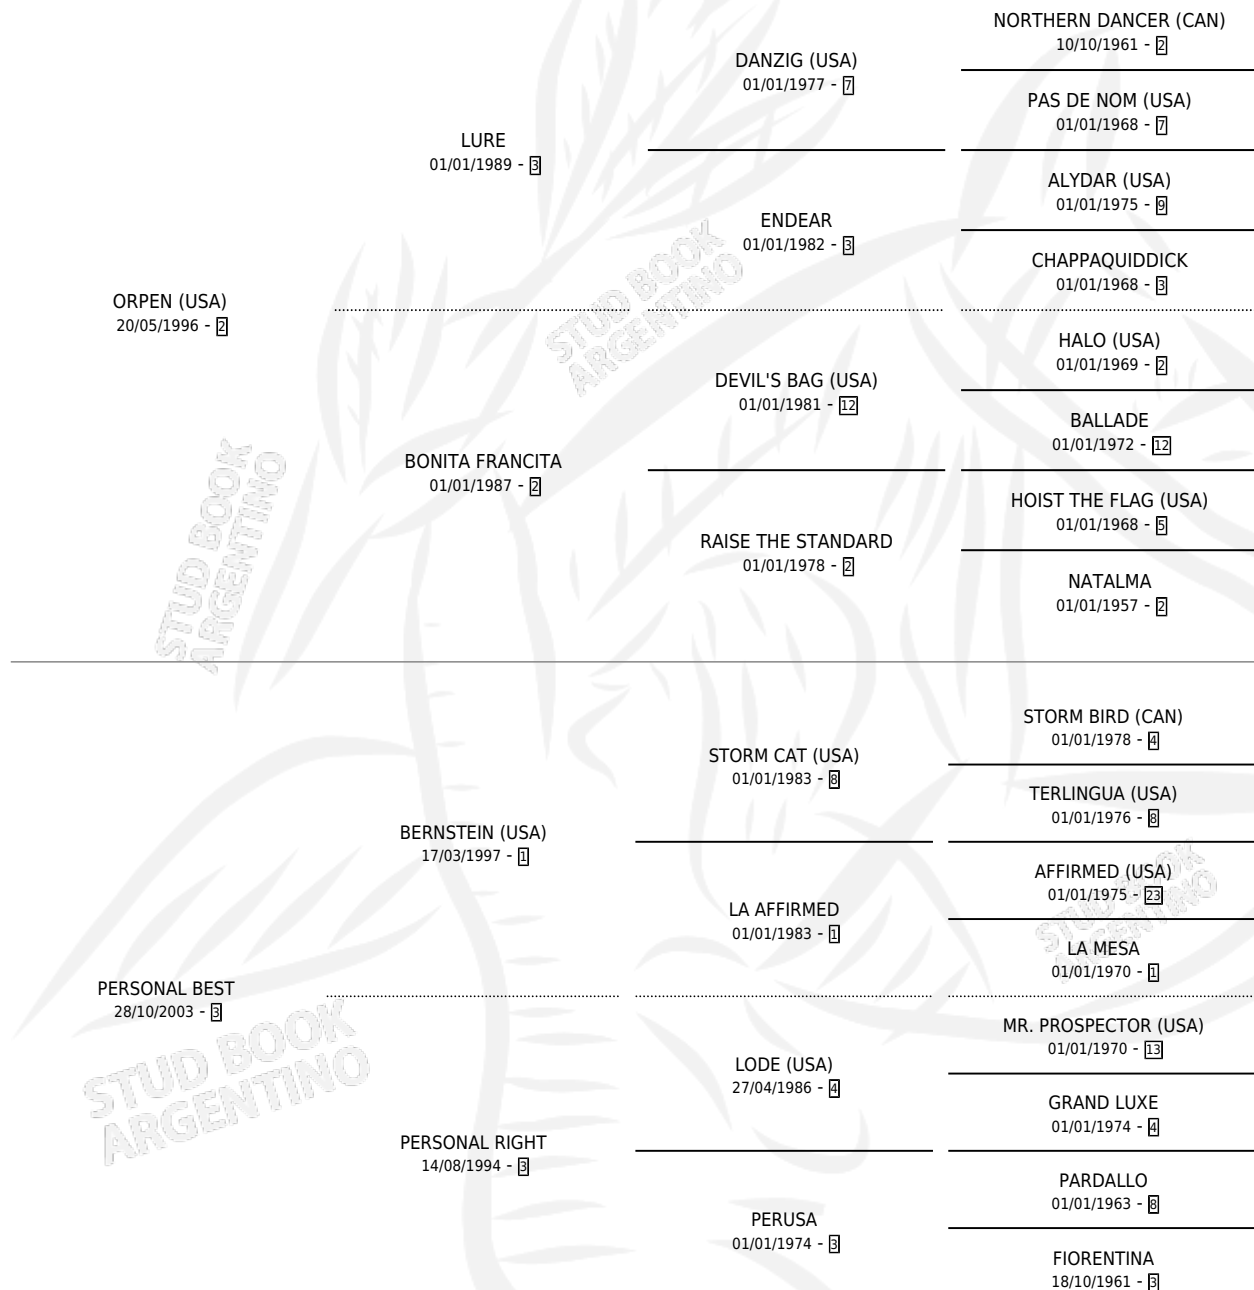 NORTHERN DANCER (CAN)
10/10/1961 - 2
DANZIG (USA)
01/01/1977 - 7
PAS DE NOM (USA)
01/01/1968 - 7
LURE
01/01/1989 - 3
ALYDAR (USA)
01/01/1975 - 9
ENDEAR
01/01/1982 - 3
CHAPPAQUIDDICK
01/01/1968 - 3
ORPEN (USA)
20/05/1996 - 2
HALO (USA)
01/01/1969 - 2
DEVIL'S BAG (USA)
01/01/1981 - 12
BALLADE
01/01/1972 - 12
BONITA FRANCITA
01/01/1987 - 2
HOIST THE FLAG (USA)
01/01/1968 - 5
RAISE THE STANDARD
01/01/1978 - 2
NATALMA
01/01/1957 - 2
STUD BOOK
ARGENTINO
STUD BOOK
ARGENTINO
STORM BIRD (CAN)
01/01/1978 - 4
STORM CAT (USA)
01/01/1983 - 8
TERLINGUA (USA)
01/01/1976 - 8
BERNSTEIN (USA)
17/03/1997 - 1
AFFIRMED (USA)
01/01/1975 - 23
LA AFFIRMED
01/01/1983 - 1
LA MESA
01/01/1970 - 1
STUD BOOK
ARGENTINO
PERSONAL BEST
28/10/2003 - 3
MR. PROSPECTOR (USA)
01/01/1970 - 13
LODE (USA)
27/04/1986 - 4
GRAND LUXE
01/01/1974 - 4
STUD BOOK
ARGENTINO
PERSONAL RIGHT
14/08/1994 - 3
PARDALLO
01/01/1963 - 8
PERUSA
01/01/1974 - 3
FIORENTINA
18/10/1961 - 3